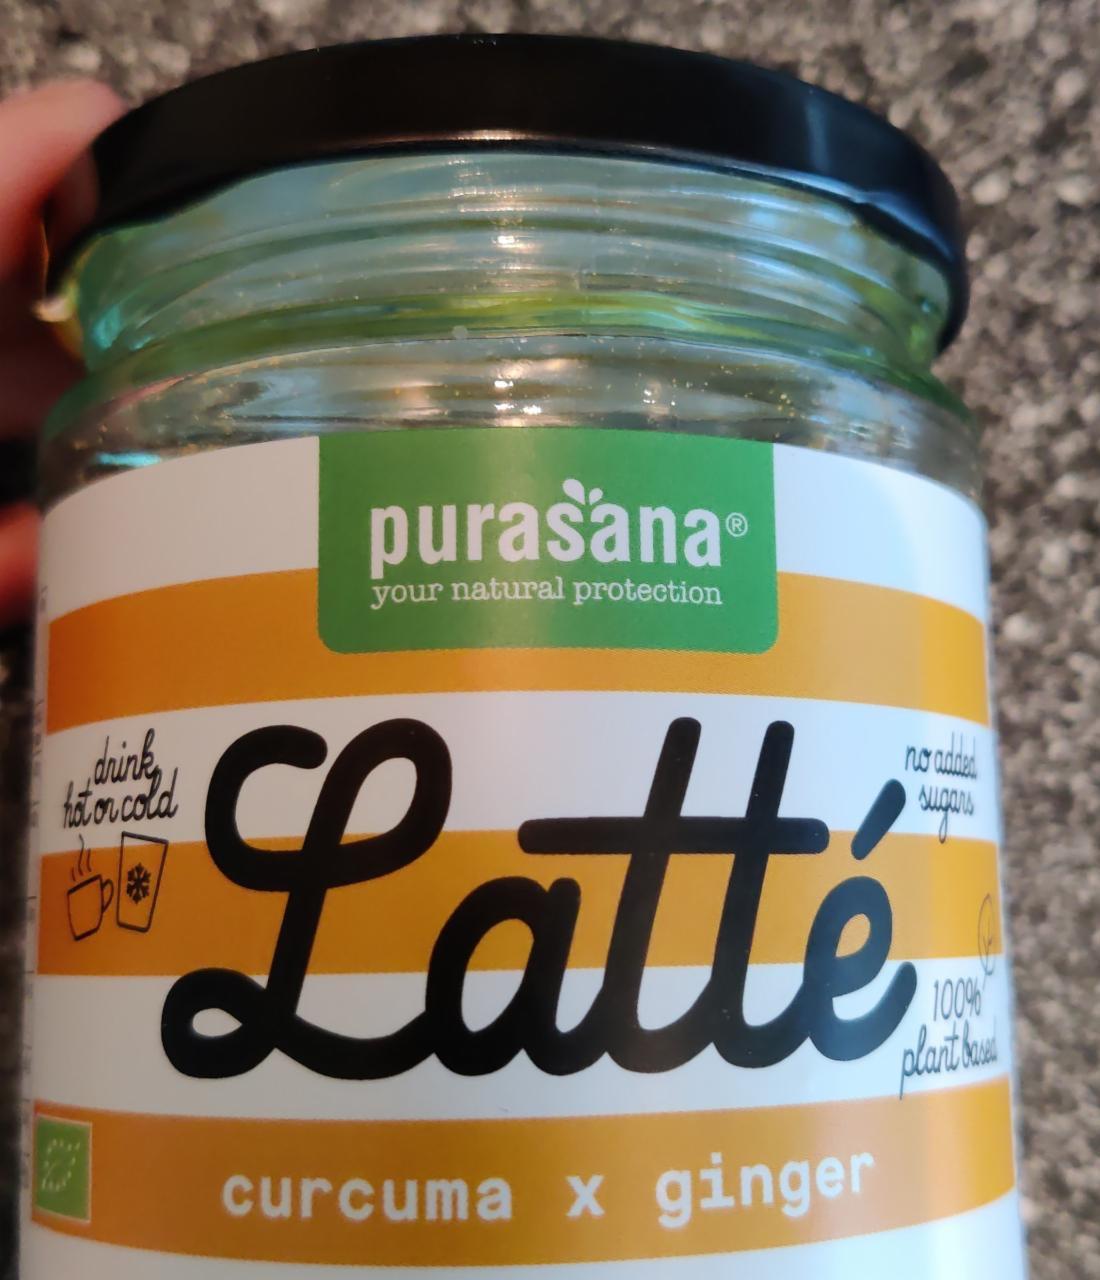 purasana®
your natural protection
drink
hot or cold
Latté
no added
sugars
100%
plant based
curcuma x ginger